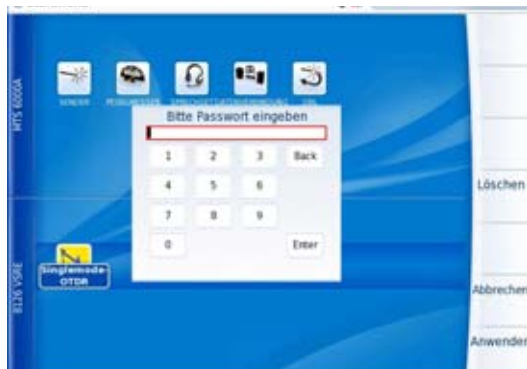 MTS 6000A
SENDER
Bitte Passwort eingeben
1 2 3 Back
4 5 6
7 8 9
0 Enter
Löschen
Singlemode-
OTDR
8126 VSRE
Abbrechen
Anwenden